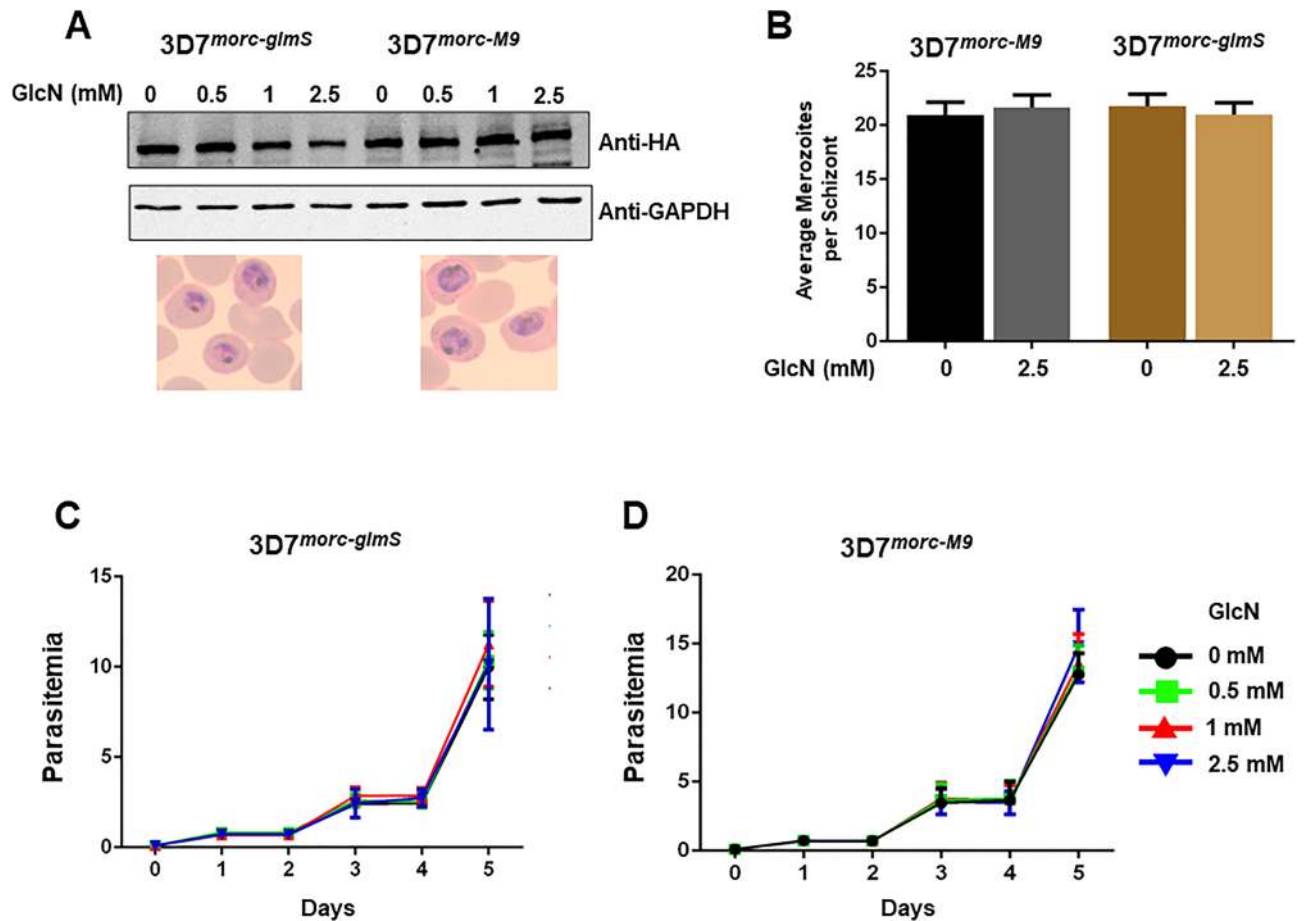 A
3D7morc-glmS 3D7morc-M9
GlcN (mM) 0 0.5 1 2.5 0 0.5 1 2.5
Anti-HA
Anti-GAPDH
B
3D7morc-M9 3D7morc-glmS
25
20
15
10
5
0
Average Merozoites
per Schizont
GlcN (mM) 0 2.5 0 2.5
C
3D7morc-glmS
15
10
5
0
Parasitemia
0 1 2 3 4 5
Days
D
3D7morc-M9
20
15
10
5
0
Parasitemia
0 1 2 3 4 5
Days
GlcN
0 mM
0.5 mM
1 mM
2.5 mM